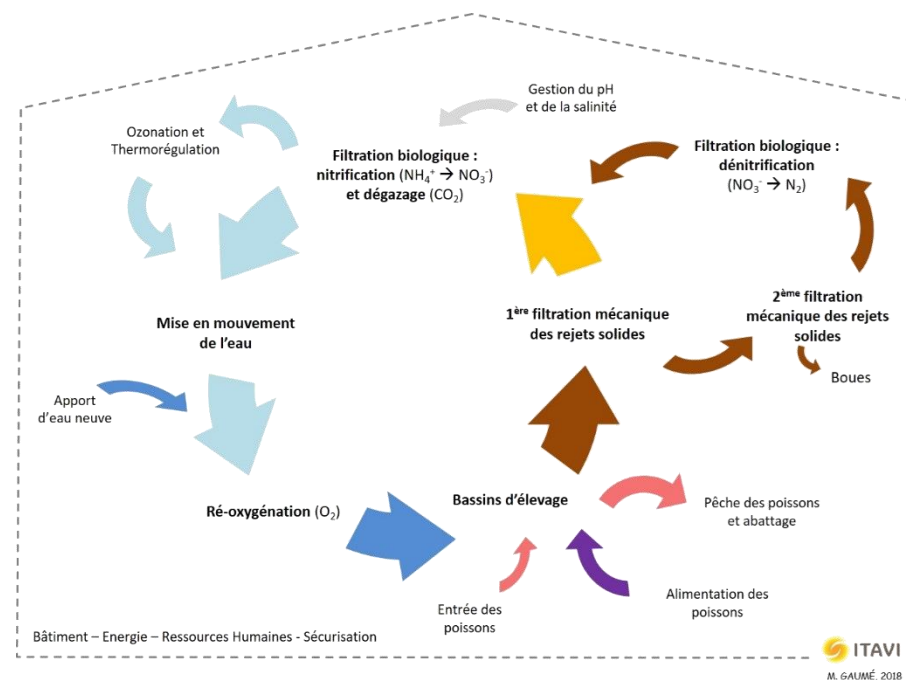 Gestion du pH
et de la salinité
Ozonation et
Thermorégulation
Filtration biologique :
nitrification (NH₄⁺ → NO₃⁻)
et dégazage (CO₂)
Filtration biologique :
dénitrification
(NO₃⁻ → N₂)
Mise en mouvement
de l’eau
1ère filtration mécanique
des rejets solides
2ème filtration
mécanique des rejets
solides
Boues
Apport
d’eau neuve
Ré-oxygénation (O₂)
Bassins d’élevage
Pêche des poissons
et abattage
Entrée des
poissons
Alimentation des
poissons
Bâtiment – Energie – Ressources Humaines - Sécurisation
ITAVI
M. GAUMÉ, 2018